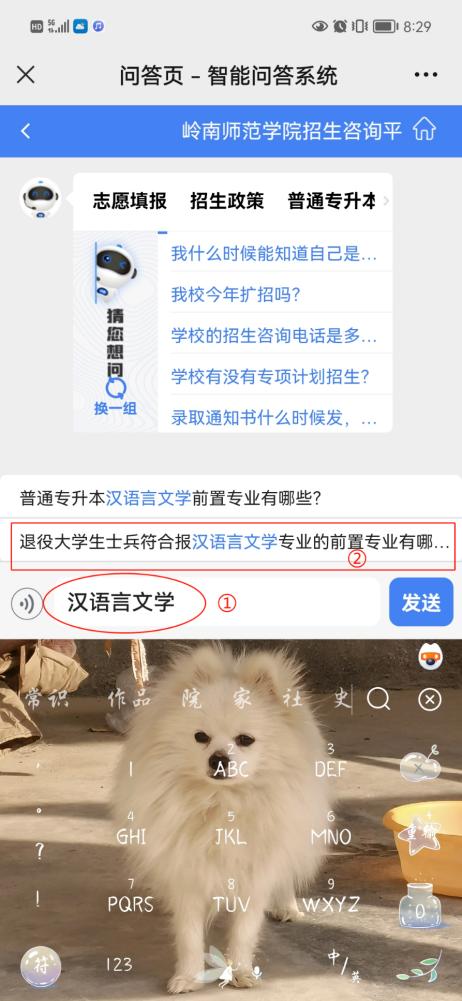 HD 5G 8:29
问答页 - 智能问答系统
岭南师范学院招生咨询平
志愿填报 招生政策 普通专升本
猜您想问
换一组
我什么时候能知道自己是...
我校今年扩招吗？
学校的招生咨询电话是多...
学校有没有专项计划招生？
录取通知书什么时候发，...
普通专升本汉语言文学前置专业有哪些？
退役大学生士兵符合报汉语言文学专业的前置专业有哪...
②
汉语言文学 ① 发送
常识 作品 院 家 社 史
， 1 2 ABC 3 DEF
。 4 GHI 5 JKL 6 MNO 重输
？
！ 7 PQRS 8 TUV 9 WXYZ 0
符 123 中/英